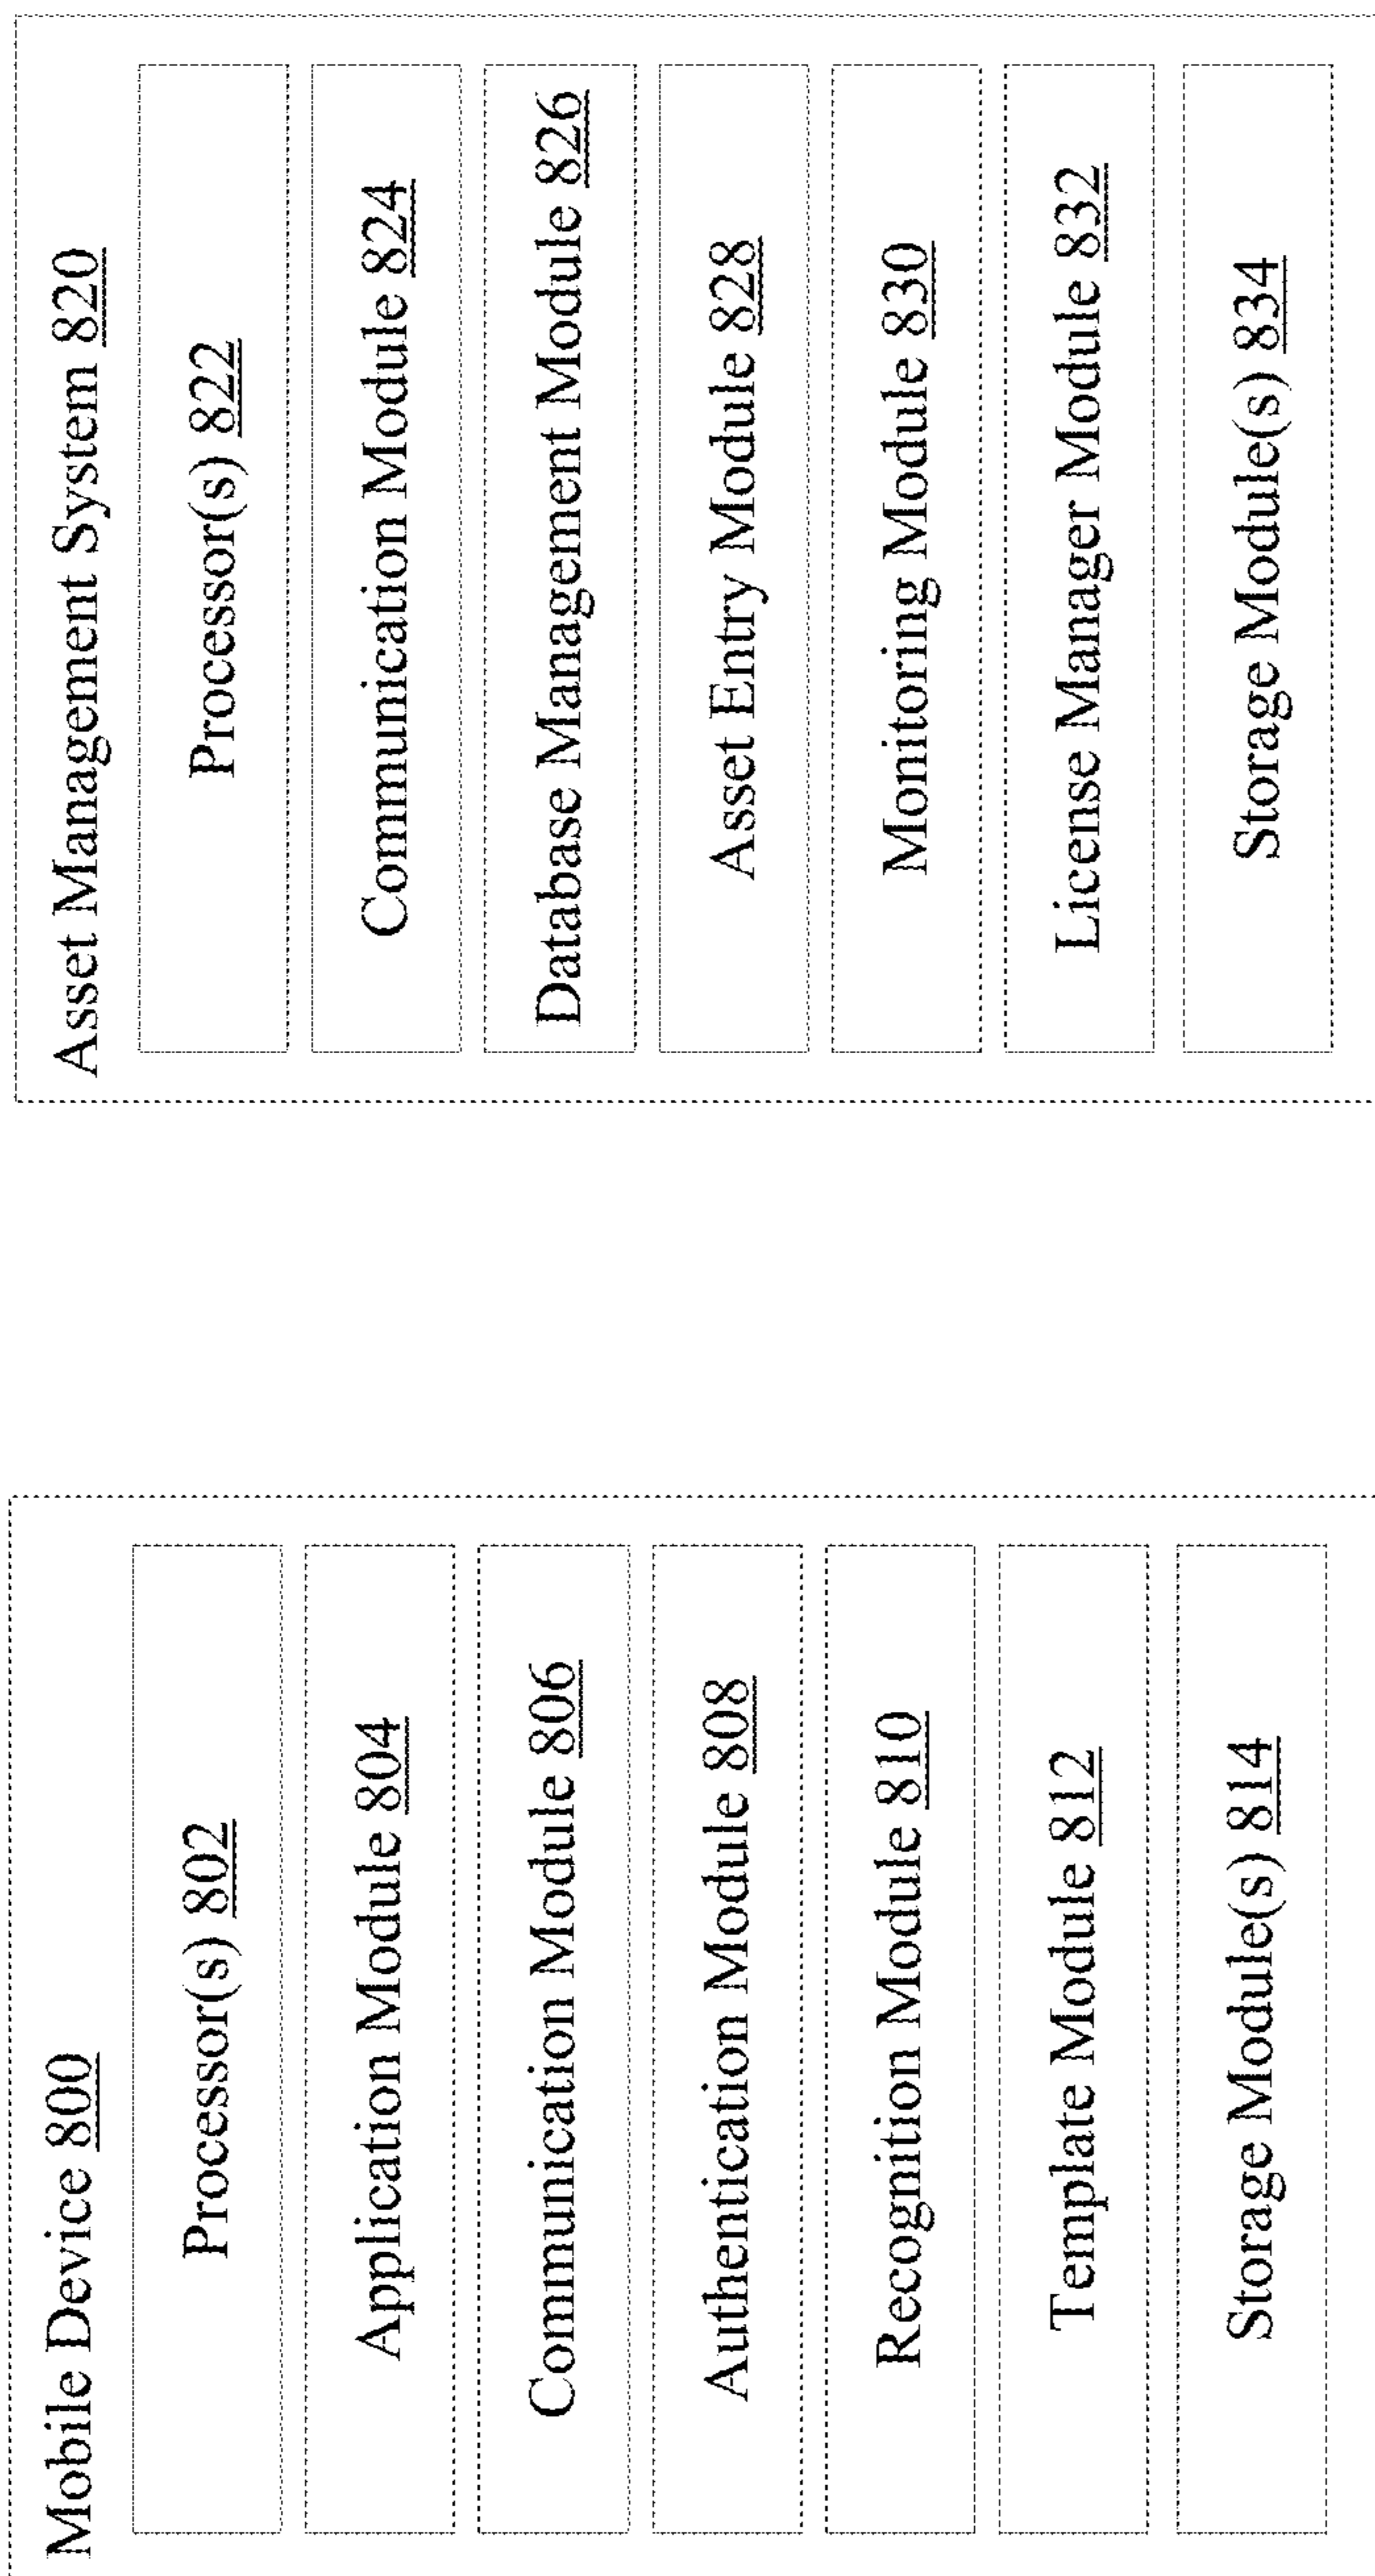 Mobile Device 800
Processor(s) 802
Application Module 804
Communication Module 806
Authentication Module 808
Recognition Module 810
Template Module 812
Storage Module(s) 814
Asset Management System 820
Processor(s) 822
Communication Module 824
Database Management Module 826
Asset Entry Module 828
Monitoring Module 830
License Manager Module 832
Storage Module(s) 834